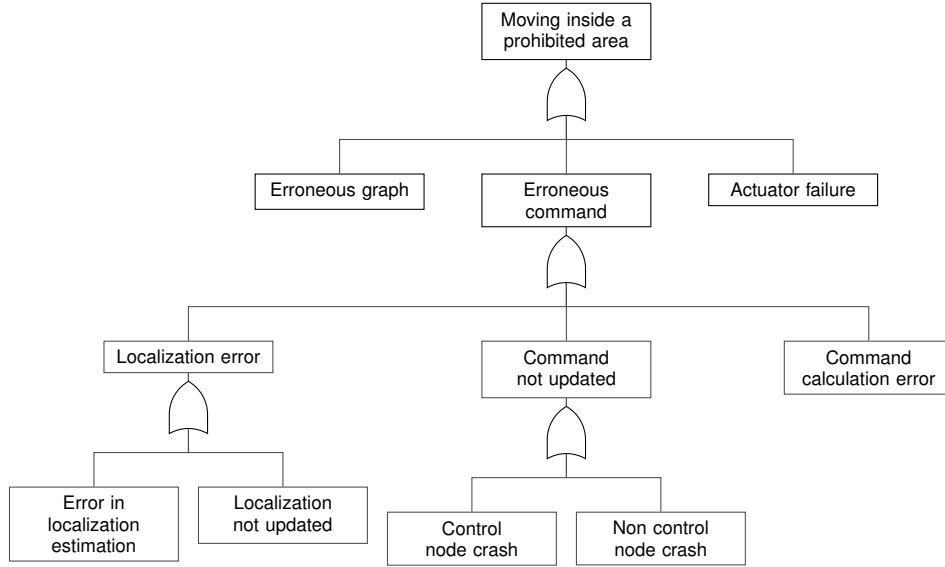 Moving inside a
prohibited area
Erroneous graph
Erroneous
command
Actuator failure
Localization error
Command
not updated
Command
calculation error
Error in
localization
estimation
Localization
not updated
Control
node crash
Non control
node crash